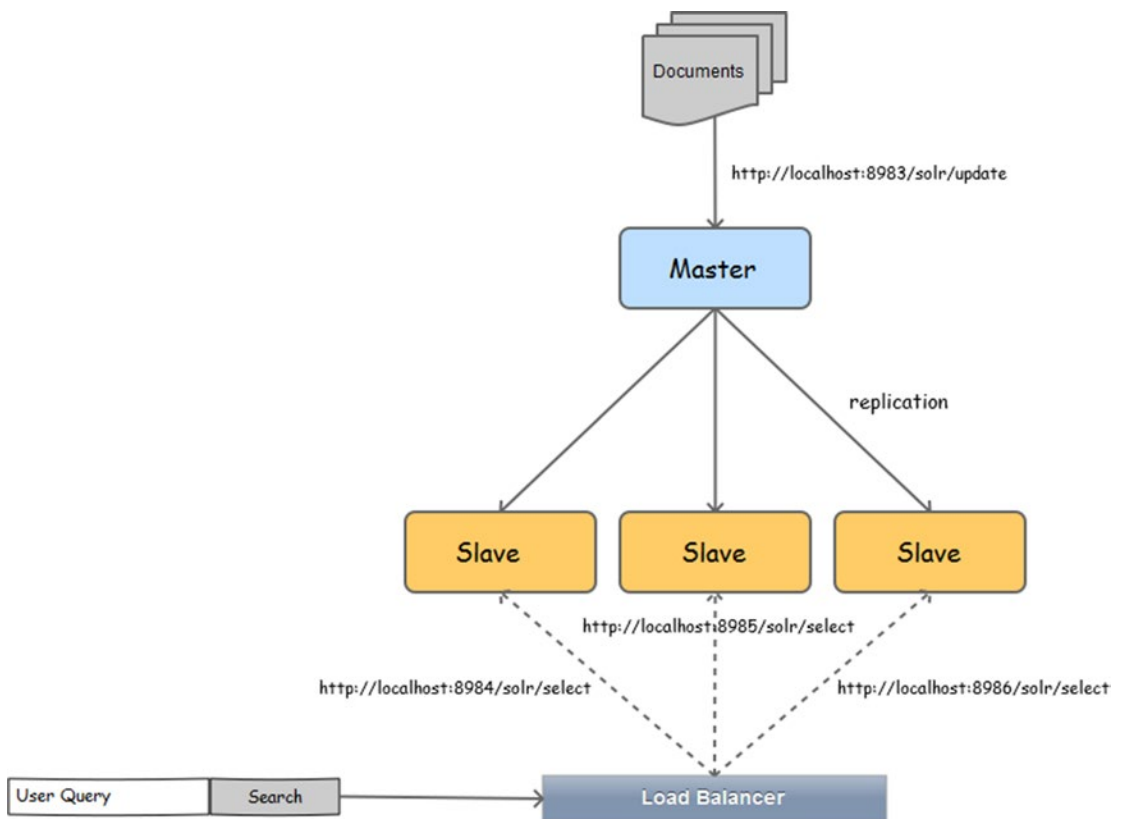 Documents
http://localhost:8983/solr/update
Master
replication
Slave
Slave
Slave
http://localhost:8985/solr/select
http://localhost:8984/solr/select
http://localhost:8986/solr/select
User Query
Search
Load Balancer